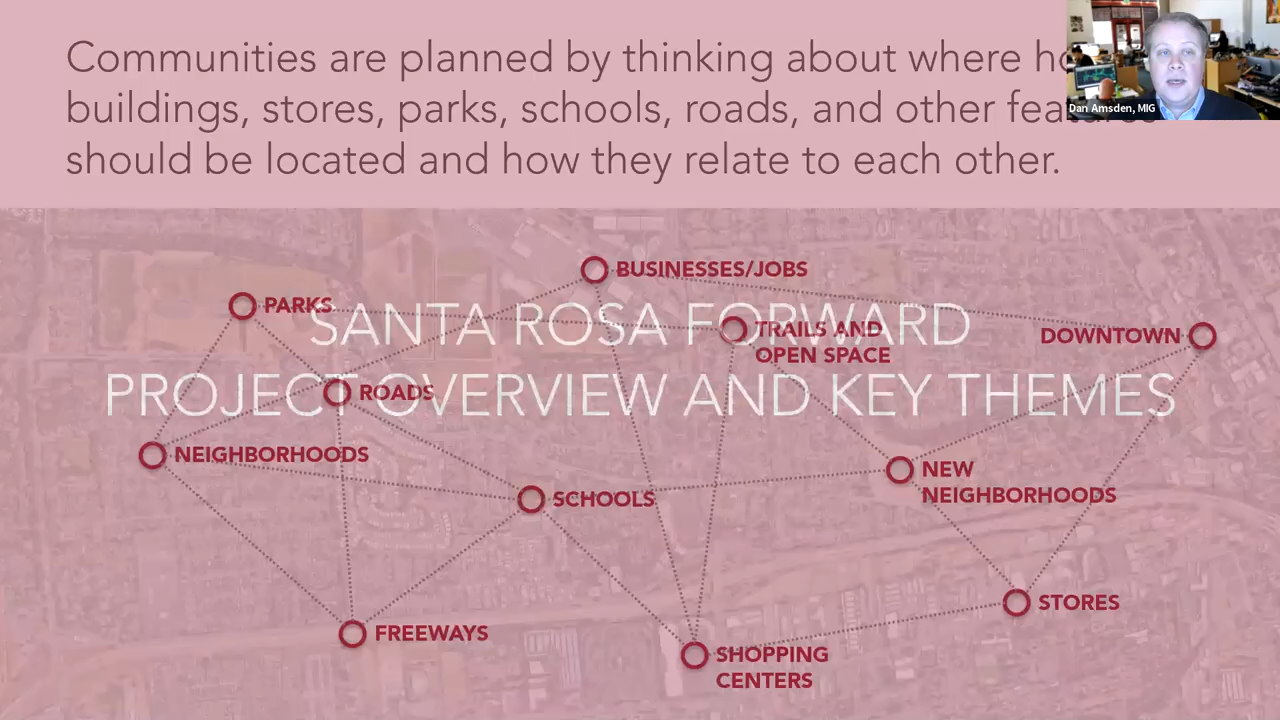 Communities are planned by thinking about where
buildings, stores, parks, schools, roads, and other
should be located and how they relate to each other.
Dan Amsden, MIG
BUSINESSES/JOBS
PARKS
SANTA ROSA FORWARD
TRAILS AND
OPEN SPACE
DOWNTOWN
PROJECT OVERVIEW AND KEY THEMES
ROADS
NEIGHBORHOODS
NEW
NEIGHBORHOODS
SCHOOLS
STORES
FREEWAYS
SHOPPING
CENTERS